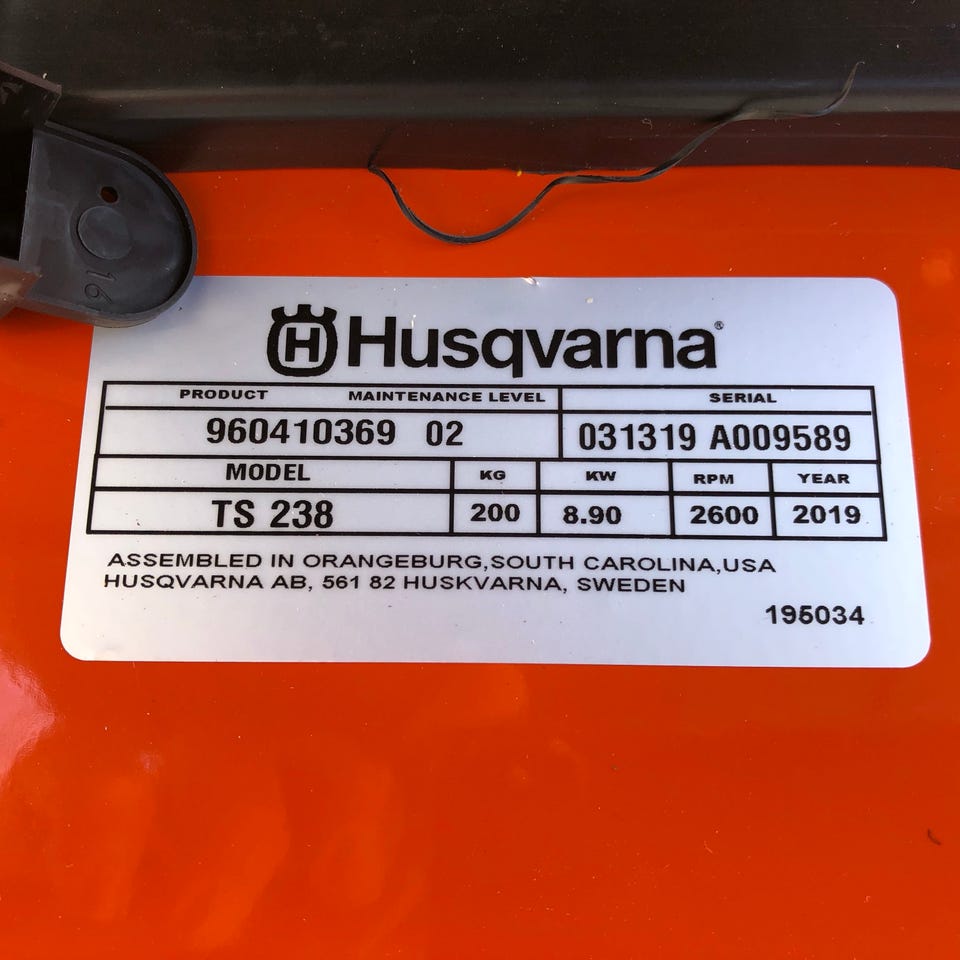 16
H Husqvarna®
PRODUCT MAINTENANCE LEVEL SERIAL
960410369 02 031319 A009589
MODEL KG KW RPM YEAR
TS 238 200 8.90 2600 2019
ASSEMBLED IN ORANGEBURG,SOUTH CAROLINA,USA
HUSQVARNA AB, 561 82 HUSKVARNA, SWEDEN
195034